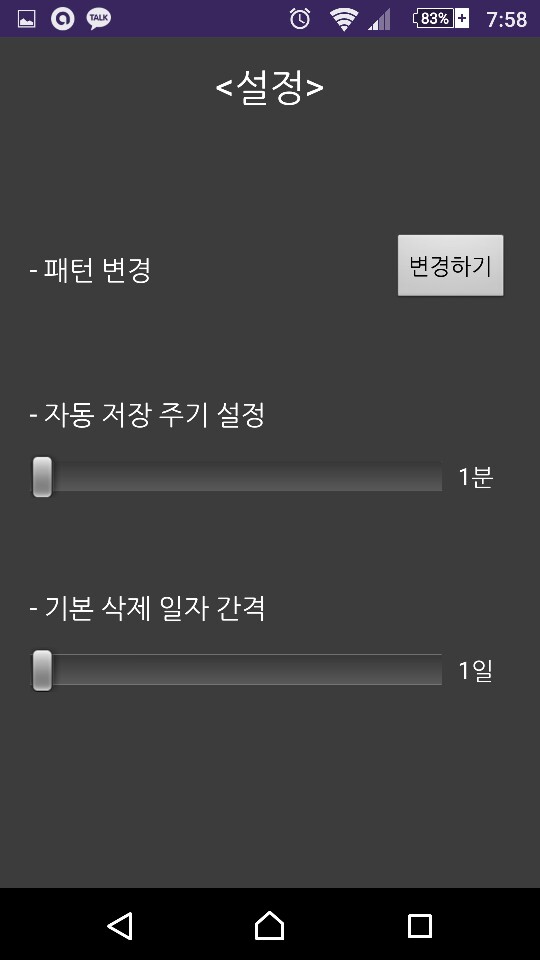 TALK 83% 7:58
<설정>
- 패턴 변경 변경하기
- 자동 저장 주기 설정
1분
- 기본 삭제 일자 간격
1일